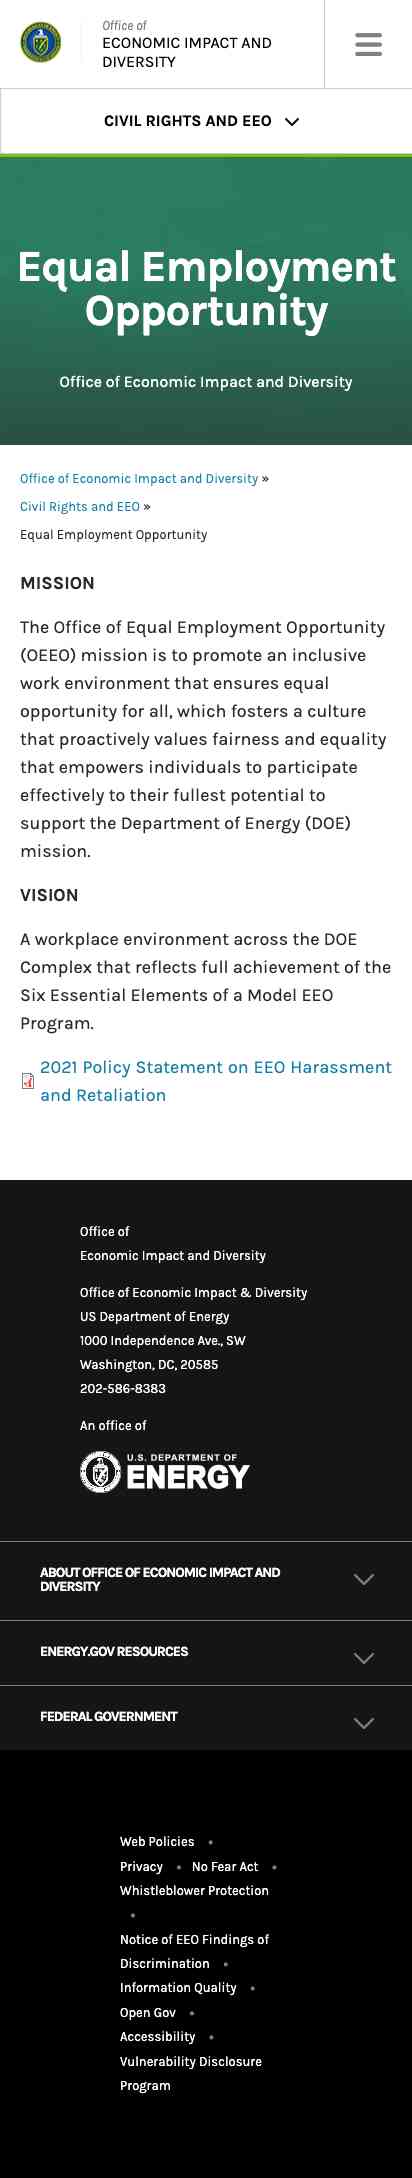 Office of
ECONOMIC IMPACT AND
DIVERSITY
CIVIL RIGHTS AND EEO
Equal Employment
Opportunity
Office of Economic Impact and Diversity
Office of Economic Impact and Diversity »
Civil Rights and EEO »
Equal Employment Opportunity
MISSION
The Office of Equal Employment Opportunity
(OEEO) mission is to promote an inclusive
work environment that ensures equal
opportunity for all, which fosters a culture
that proactively values fairness and equality
that empowers individuals to participate
effectively to their fullest potential to
support the Department of Energy (DOE)
mission.
VISION
A workplace environment across the DOE
Complex that reflects full achievement of the
Six Essential Elements of a Model EEO
Program.
2021 Policy Statement on EEO Harassment
and Retaliation
Office of
Economic Impact and Diversity
Office of Economic Impact & Diversity
US Department of Energy
1000 Independence Ave., SW
Washington, DC, 20585
202-586-8383
An office of
U.S. DEPARTMENT OF
ENERGY
ABOUT OFFICE OF ECONOMIC IMPACT AND
DIVERSITY
ENERGY.GOV RESOURCES
FEDERAL GOVERNMENT
Web Policies •
Privacy • No Fear Act •
Whistleblower Protection
•
Notice of EEO Findings of
Discrimination •
Information Quality •
Open Gov •
Accessibility •
Vulnerability Disclosure
Program